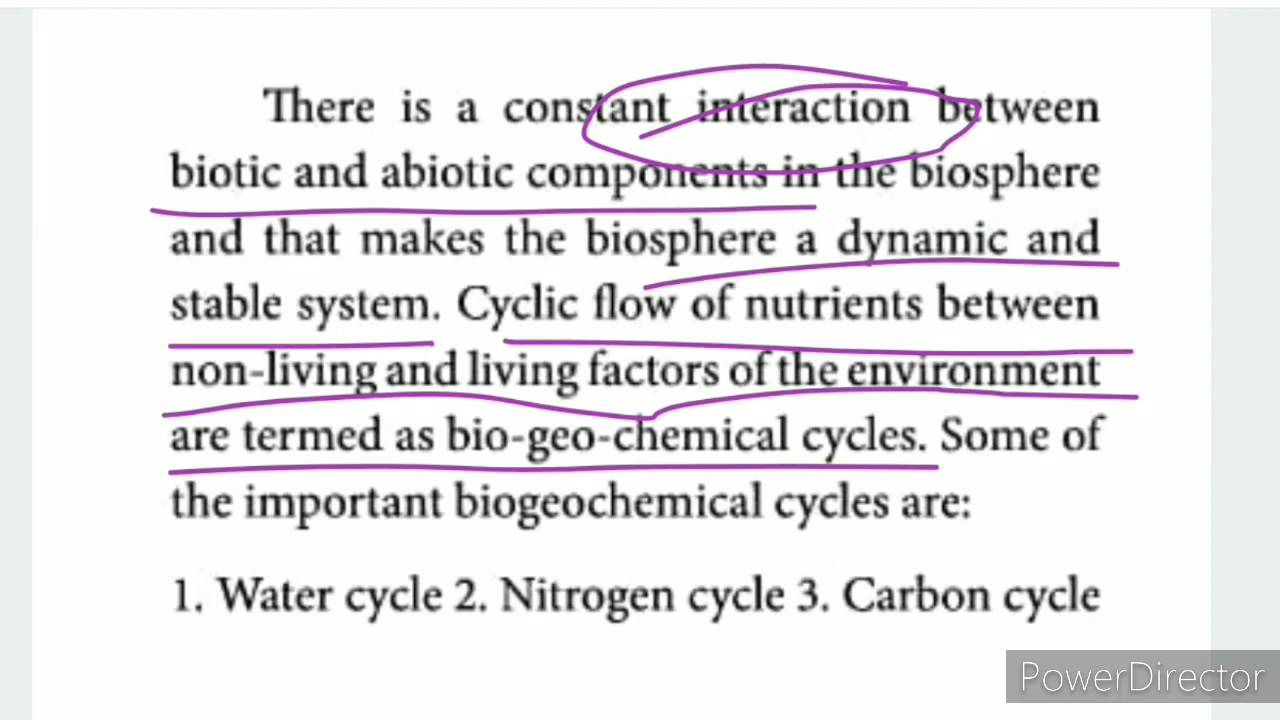 There is a constant interaction between
biotic and abiotic components in the biosphere
and that makes the biosphere a dynamic and
stable system. Cyclic flow of nutrients between
non-living and living factors of the environment
are termed as bio-geo-chemical cycles. Some of
the important biogeochemical cycles are:
1. Water cycle 2. Nitrogen cycle 3. Carbon cycle
PowerDirector